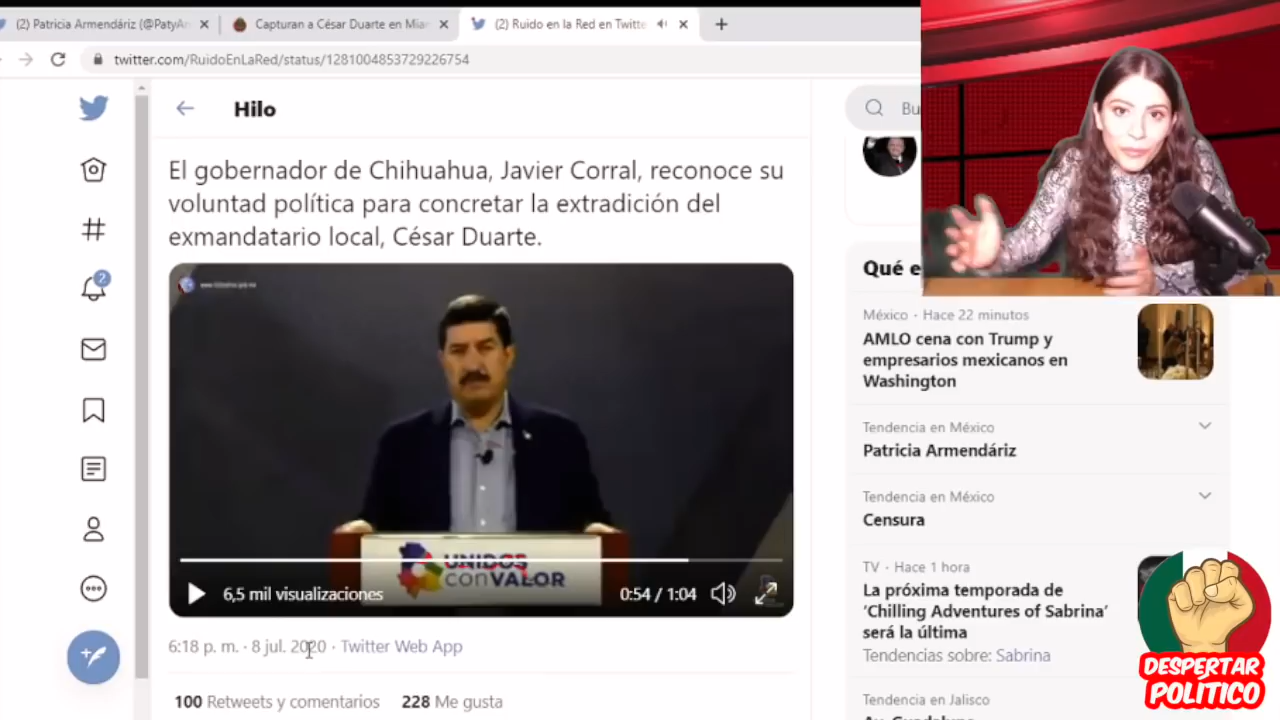 (2) Patricia Armendáriz (@PatyAr
Capturan a César Duarte en Miam
(2) Ruido en la Red en Twitte
twitter.com/RuidoEnLaRed/status/1281004853729226754
Hilo
Bu
El gobernador de Chihuahua, Javier Corral, reconoce su
voluntad política para concretar la extradición del
exmandatario local, César Duarte.
UNIDOS
conVALOR
6,5 mil visualizaciones
0:54 / 1:04
6:18 p. m. · 8 jul. 2020 · Twitter Web App
100 Retweets y comentarios
228 Me gusta
2
Qué e
México · Hace 22 minutos
AMLO cena con Trump y
empresarios mexicanos en
Washington
Tendencia en México
Patricia Armendáriz
Tendencia en México
Censura
TV · Hace 1 hora
La próxima temporada de
‘Chilling Adventures of Sabrina’
será la última
Tendencias sobre: Sabrina
Tendencia en Jalisco
DESPERTAR
POLÍTICO